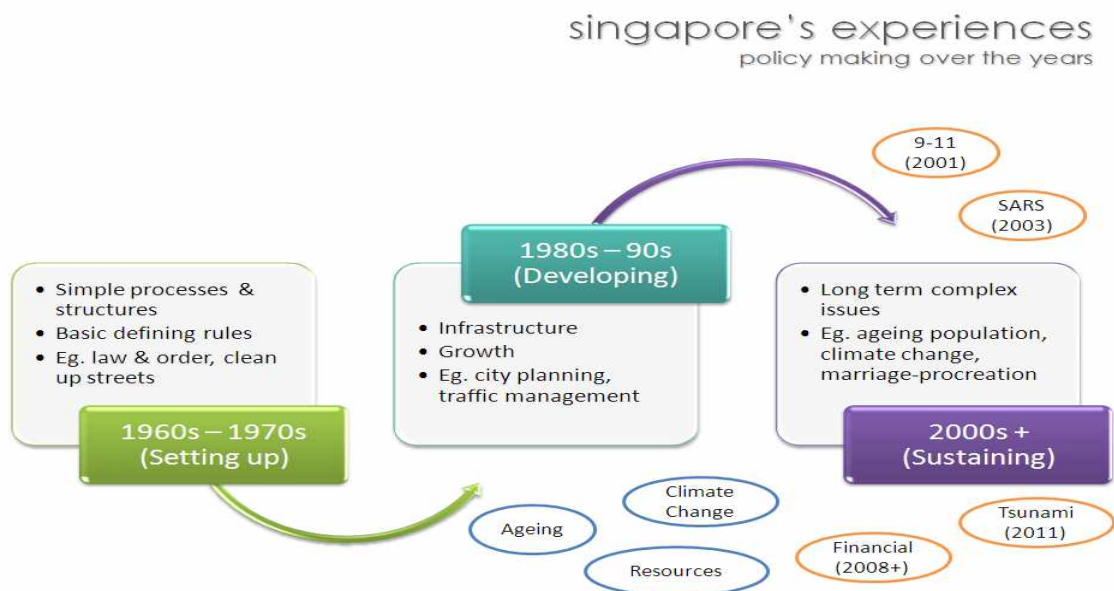 singapore's experiences
policy making over the years
• Simple processes &
structures
• Basic defining rules
• Eg. law & order, clean
up streets
1960s – 1970s
(Setting up)
1980s – 90s
(Developing)
• Infrastructure
• Growth
• Eg. city planning,
traffic management
9-11
(2001)
SARS
(2003)
• Long term complex
issues
• Eg. ageing population,
climate change,
marriage-procreation
2000s +
(Sustaining)
Ageing
Climate
Change
Resources
Financial
(2008+)
Tsunami
(2011)